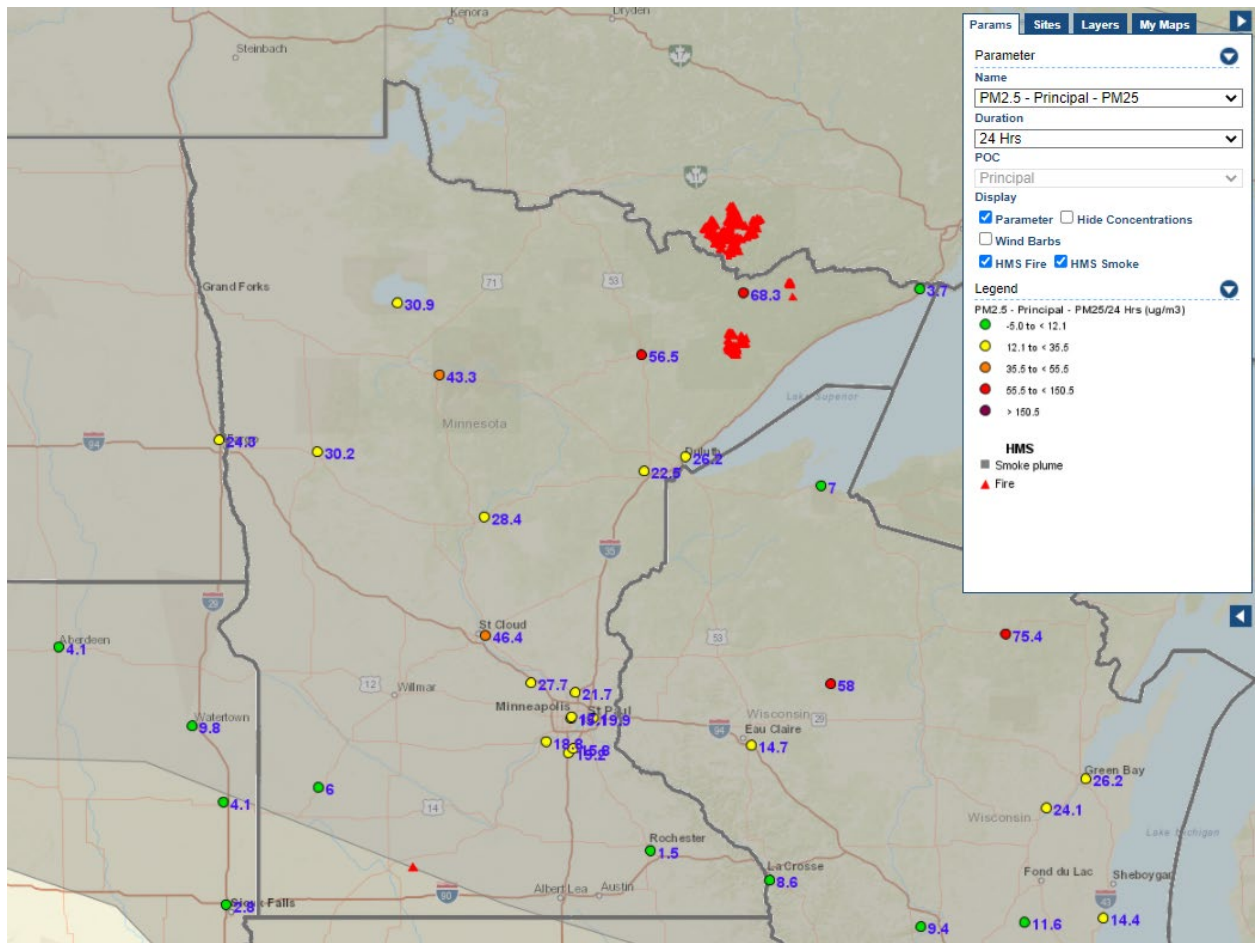 Kenora
Dryden
Steinbach
17
11
71
53
Grand Forks
30.9
68.3
3.7
56.5
43.3
Lake Superior
Minnesota
94
24.3
30.2
Duluth
26.2
22.5
7
28.4
35
29
Aberdeen
4.1
St Cloud
46.4
53
75.4
12
Willmar
27.7
21.7
58
Minneapolis
St Paul
19.9
Wisconsin
29
94
Eau Claire
14.7
Watertown
9.8
15.8
19.2
Green Bay
26.2
6
4.1
14
24.1
Wisconsin
Lake Michigan
Rochester
1.5
La Crosse
8.6
Fond du Lac
Sheboygan
Albert Lea
Austin
90
43
Sioux Falls
2.8
9.4
11.6
14.4
Params Sites Layers My Maps
Parameter
Name
PM2.5 - Principal - PM25
Duration
24 Hrs
POC
Principal
Display
Parameter Hide Concentrations
Wind Barbs
HMS Fire HMS Smoke
Legend
PM2.5 - Principal - PM25/24 Hrs (ug/m3)
-5.0 to < 12.1
12.1 to < 35.5
35.5 to < 55.5
55.5 to < 150.5
> 150.5
HMS
Smoke plume
Fire